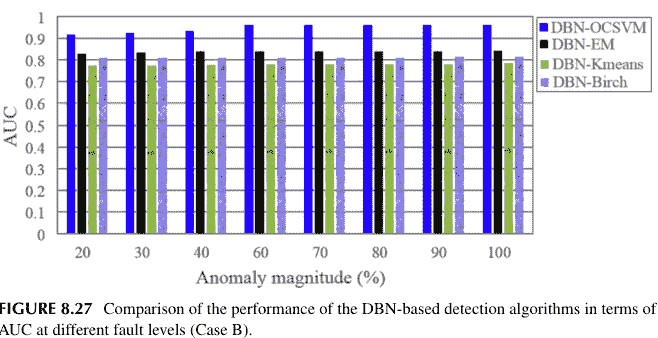 1
0.9
0.8
0.7
0.6
0.5
0.4
0.3
0.2
0.1
0
AUC
20 30 40 60 70 80 90 100
Anomaly magnitude (%)
DBN-OCSVM
DBN-EM
DBN-Kmeans
DBN-Birch
FIGURE 8.27 Comparison of the performance of the DBN-based detection algorithms in terms of
AUC at different fault levels (Case B).